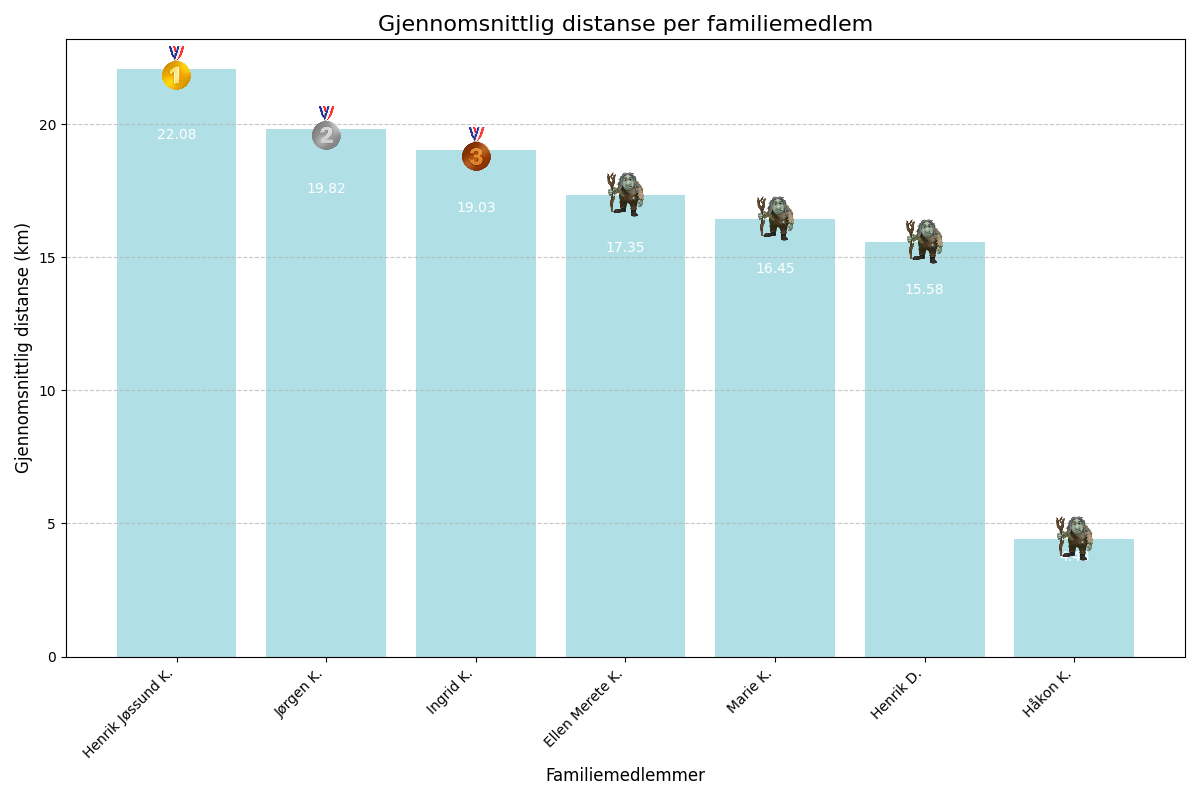 Gjennomsnittlig distanse per familiemedlem
Gjennomsnittlig distanse (km)
20
15
10
5
0
1
2
3
22.08
19.82
19.03
17.35
16.45
15.58
Henrik Jøssund K.
Jørgen K.
Ingrid K.
Ellen Merete K.
Marie K.
Henrik D.
Håkon K.
Familiemedlemmer